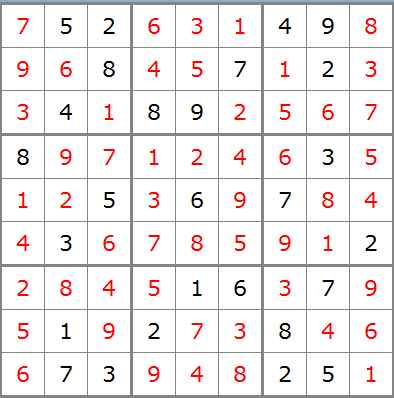 7 5 2 6 3 1 4 9 8
9 6 8 4 5 7 1 2 3
3 4 1 8 9 2 5 6 7
8 9 7 1 2 4 6 3 5
1 2 5 3 6 9 7 8 4
4 3 6 7 8 5 9 1 2
2 8 4 5 1 6 3 7 9
5 1 9 2 7 3 8 4 6
6 7 3 9 4 8 2 5 1